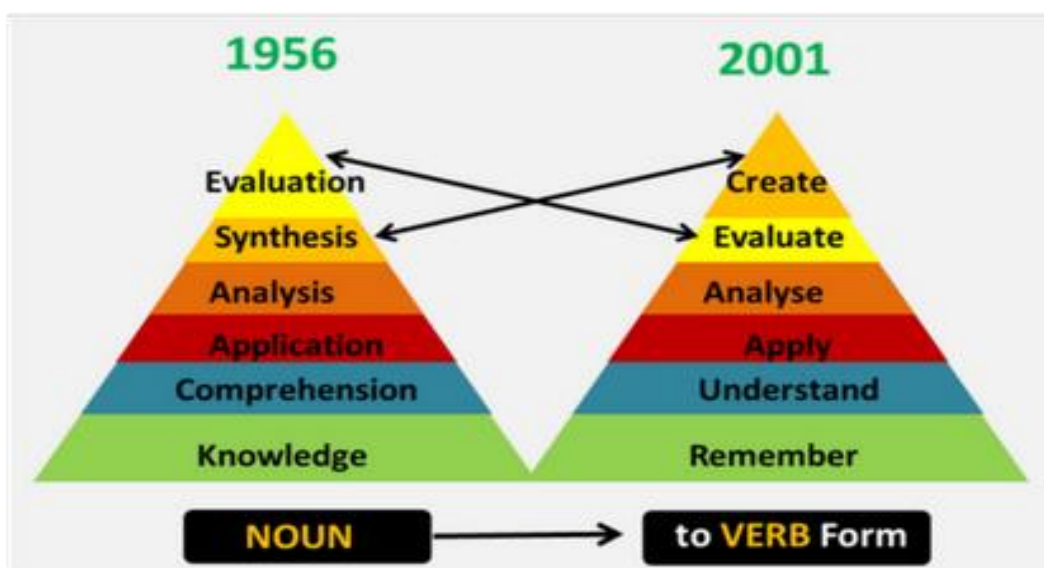 1956
2001
Evaluation
Synthesis
Analysis
Application
Comprehension
Knowledge
Create
Evaluate
Analyse
Apply
Understand
Remember
NOUN
to VERB Form